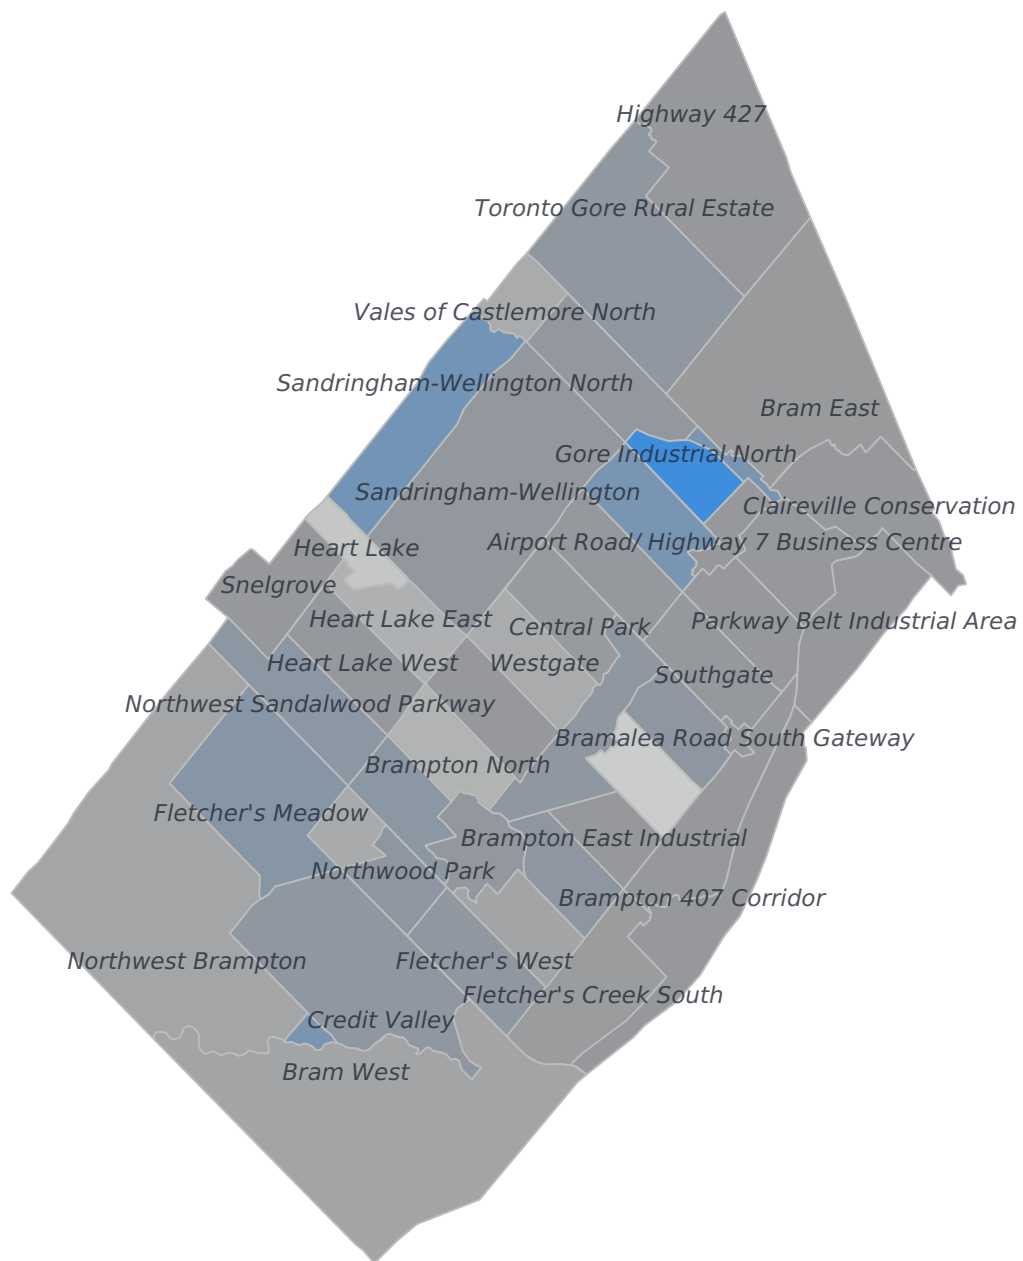 Highway 427
Toronto Gore Rural Estate
Vales of Castlemore North
Sandringham-Wellington North
Bram East
Gore Industrial North
Sandringham-Wellington
Claireville Conservation
Heart Lake
Airport Road/ Highway 7 Business Centre
Snelgrove
Heart Lake East
Central Park
Parkway Belt Industrial Area
Heart Lake West
Westgate
Southgate
Northwest Sandalwood Parkway
Bramalea Road South Gateway
Brampton North
Fletcher's Meadow
Brampton East Industrial
Northwood Park
Brampton 407 Corridor
Northwest Brampton
Fletcher's West
Fletcher's Creek South
Credit Valley
Bram West